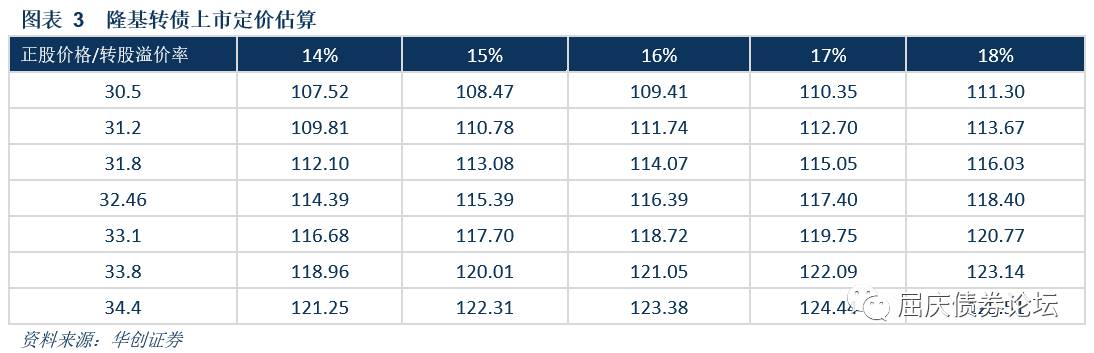 图表 3 隆基转债上市定价估算
正股价格/转股溢价率 14% 15% 16% 17% 18%
30.5 107.52 108.47 109.41 110.35 111.30
31.2 109.81 110.78 111.74 112.70 113.67
31.8 112.10 113.08 114.07 115.05 116.03
32.46 114.39 115.39 116.39 117.40 118.40
33.1 116.68 117.70 118.72 119.75 120.77
33.8 118.96 120.01 121.05 122.09 123.14
34.4 121.25 122.31 123.38 124.44
屈庆债券论坛
资料来源：华创证券